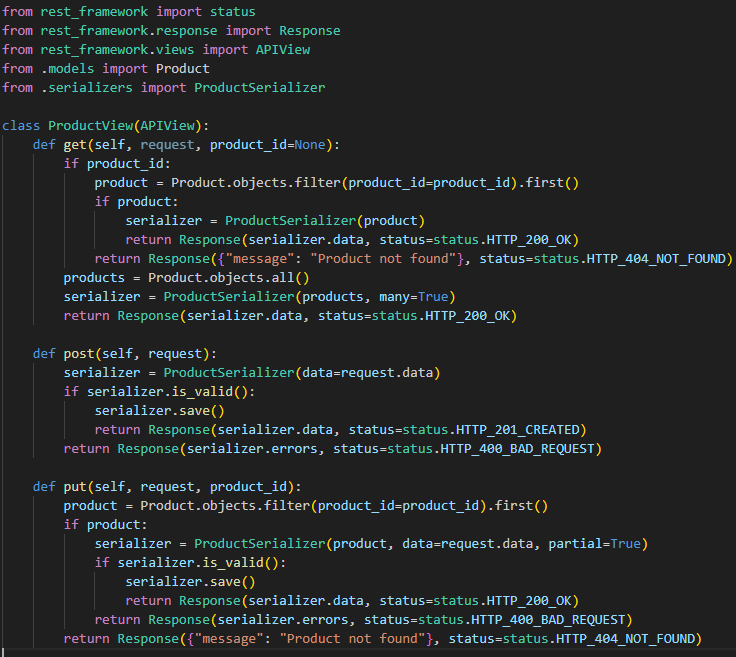 from rest_framework import status
from rest_framework.response import Response
from rest_framework.views import APIView
from .models import Product
from .serializers import ProductSerializer

class ProductView(APIView):
    def get(self, request, product_id=None):
        if product_id:
            product = Product.objects.filter(product_id=product_id).first()
            if product:
                serializer = ProductSerializer(product)
                return Response(serializer.data, status=status.HTTP_200_OK)
            return Response({"message": "Product not found"}, status=status.HTTP_404_NOT_FOUND)
        products = Product.objects.all()
        serializer = ProductSerializer(products, many=True)
        return Response(serializer.data, status=status.HTTP_200_OK)

    def post(self, request):
        serializer = ProductSerializer(data=request.data)
        if serializer.is_valid():
            serializer.save()
            return Response(serializer.data, status=status.HTTP_201_CREATED)
        return Response(serializer.errors, status=status.HTTP_400_BAD_REQUEST)

    def put(self, request, product_id):
        product = Product.objects.filter(product_id=product_id).first()
        if product:
            serializer = ProductSerializer(product, data=request.data, partial=True)
            if serializer.is_valid():
                serializer.save()
                return Response(serializer.data, status=status.HTTP_200_OK)
            return Response(serializer.errors, status=status.HTTP_400_BAD_REQUEST)
        return Response({"message": "Product not found"}, status=status.HTTP_404_NOT_FOUND)